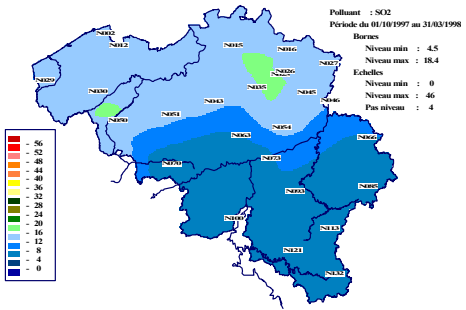 Polluant : SO2
Période du 01/10/1997 au 31/03/1998
Bornes
Niveau min : 4.5
Niveau max : 18.4
Echelles
Niveau min : 0
Niveau max : 46
Pas niveau : 4
N002
N012
N015
N016
N027
N029
N026
N035
N030
N045
N046
N043
N050
N051
N054
N063
N066
N070
N073
N085
N093
N100
N113
N121
N132
- 56
- 52
- 48
- 44
- 40
- 36
- 32
- 28
- 24
- 20
- 16
- 12
- 8
- 4
- 0